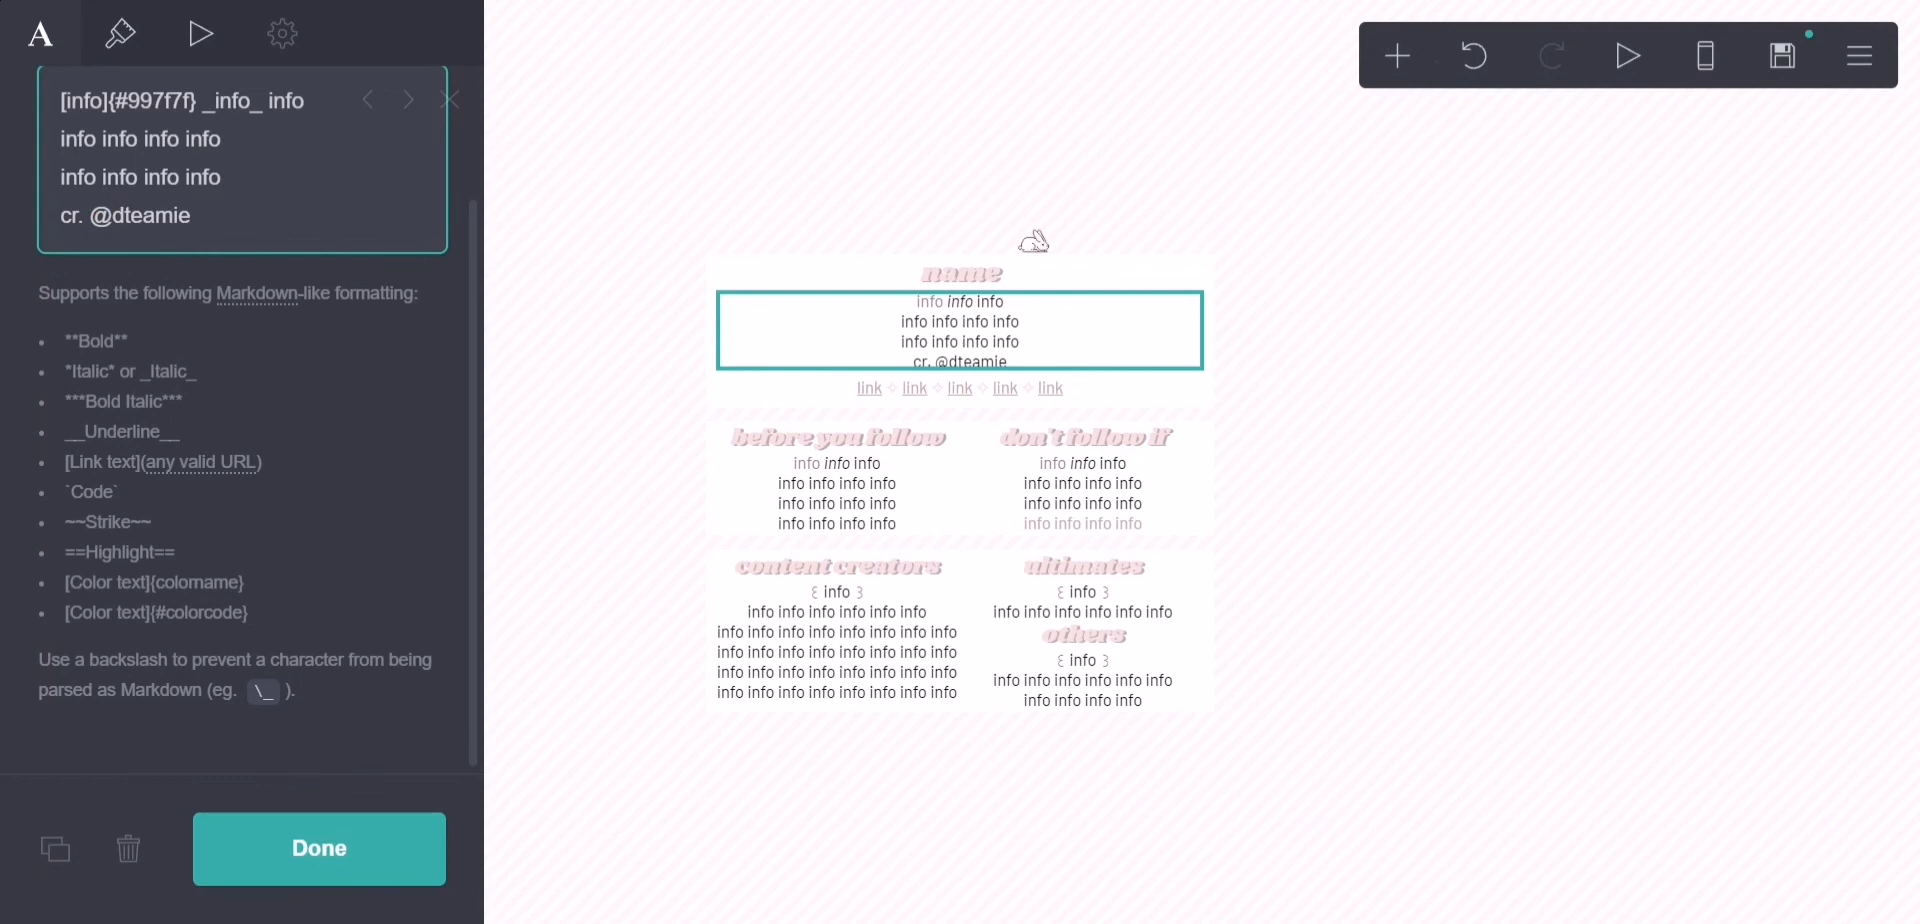 A
[info]{#997f7f} _info_ info
info info info info
info info info info
cr. @dteamie
Supports the following Markdown-like formatting:
• **Bold**
• *Italic* or _Italic_
• ***Bold Italic***
• __Underline__
• [Link text](any valid URL)
• `Code`
• ~~Strike~~
• ==Highlight==
• [Color text]{colorname}
• [Color text]{#colorcode}
Use a backslash to prevent a character from being
parsed as Markdown (eg. \_ ).
Done
name
info info info
info info info info
info info info info
cr. @dteamie
link ✧ link ✧ link ✧ link ✧ link
before you follow
info info info
info info info info
info info info info
info info info info
don't follow if
info info info
info info info info
info info info info
info info info info
content creators
꒰ info ꒱
info info info info info info
info info info info info info info info
info info info info info info info info
info info info info info info info info
info info info info info info info info
ultimates
꒰ info ꒱
info info info info info info
others
꒰ info ꒱
info info info info info info
info info info info